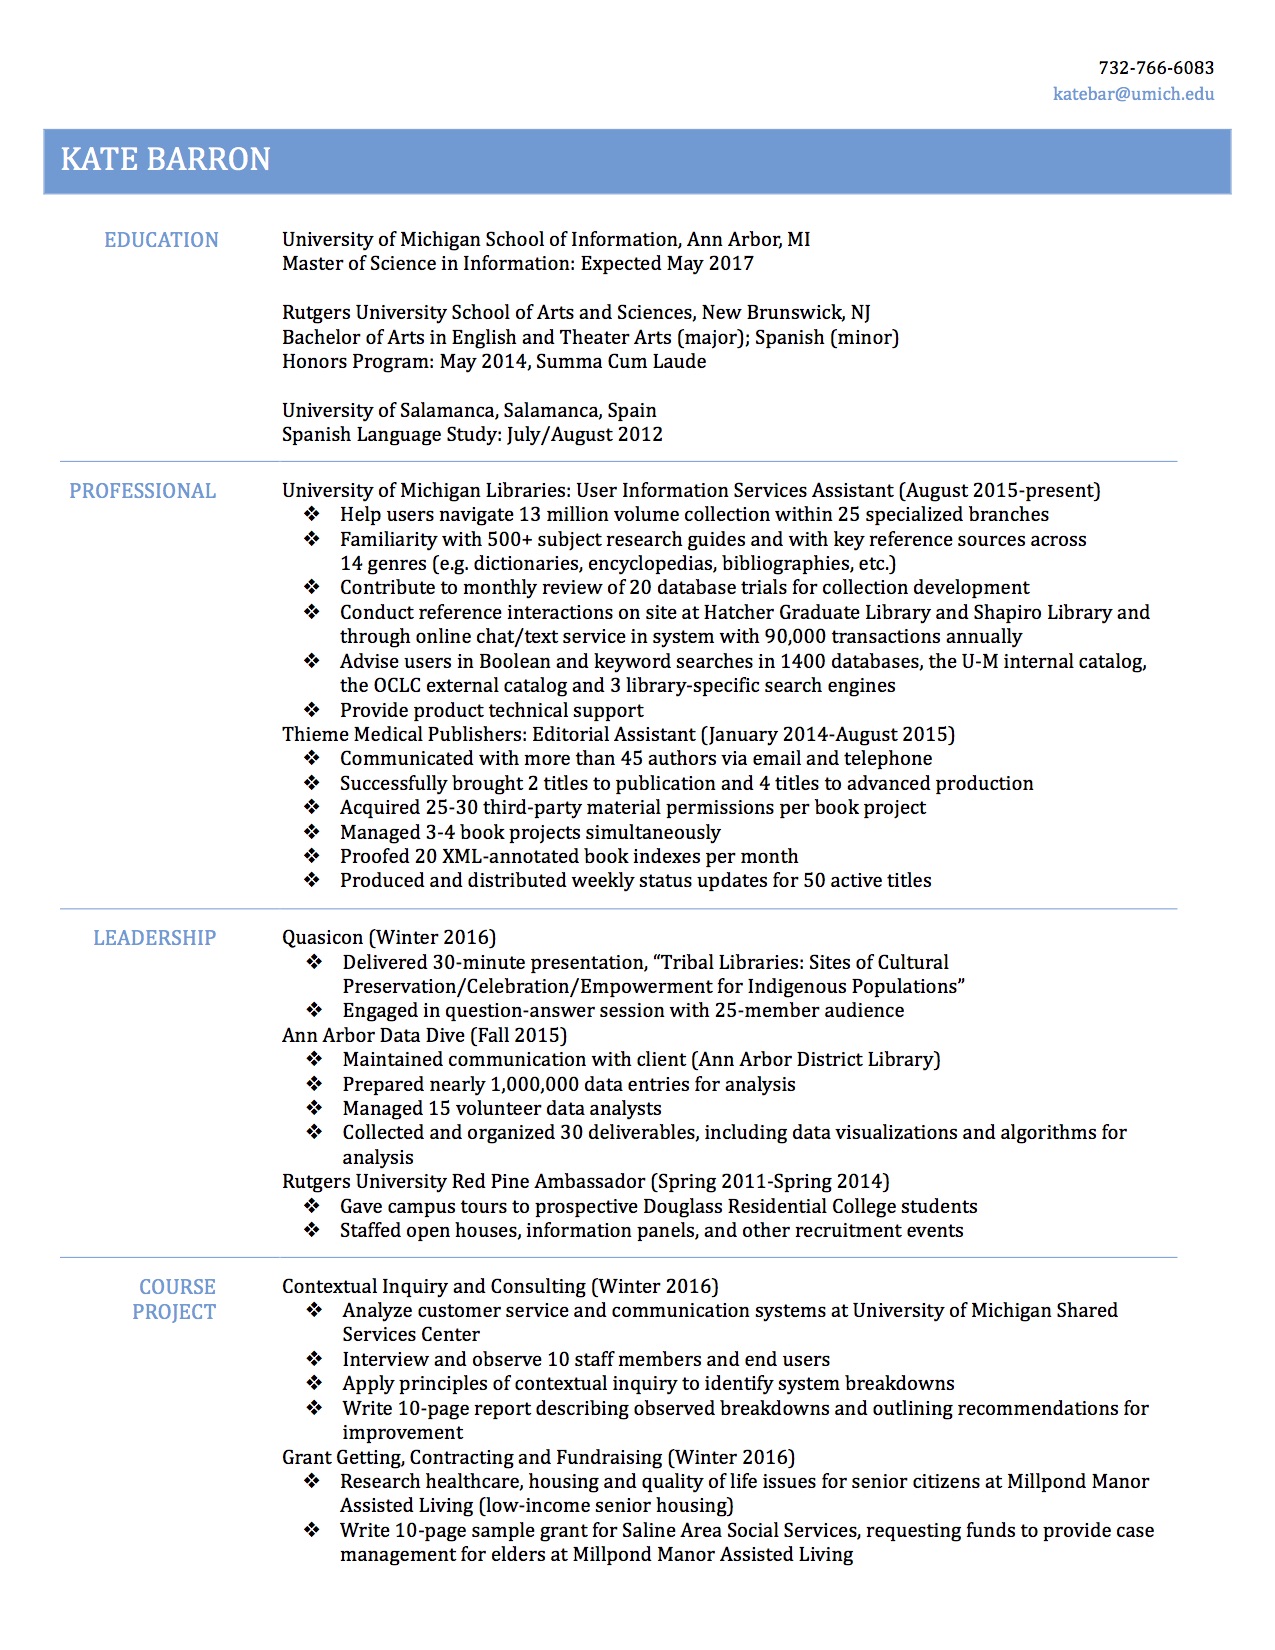 732-766-6083
katebar@umich.edu
KATE BARRON
EDUCATION
University of Michigan School of Information, Ann Arbor, MI
Master of Science in Information: Expected May 2017
Rutgers University School of Arts and Sciences, New Brunswick, NJ
Bachelor of Arts in English and Theater Arts (major); Spanish (minor)
Honors Program: May 2014, Summa Cum Laude
University of Salamanca, Salamanca, Spain
Spanish Language Study: July/August 2012
PROFESSIONAL
University of Michigan Libraries: User Information Services Assistant (August 2015-present)
❖ Help users navigate 13 million volume collection within 25 specialized branches
❖ Familiarity with 500+ subject research guides and with key reference sources across
14 genres (e.g. dictionaries, encyclopedias, bibliographies, etc.)
❖ Contribute to monthly review of 20 database trials for collection development
❖ Conduct reference interactions on site at Hatcher Graduate Library and Shapiro Library and
through online chat/text service in system with 90,000 transactions annually
❖ Advise users in Boolean and keyword searches in 1400 databases, the U-M internal catalog,
the OCLC external catalog and 3 library-specific search engines
❖ Provide product technical support
Thieme Medical Publishers: Editorial Assistant (January 2014-August 2015)
❖ Communicated with more than 45 authors via email and telephone
❖ Successfully brought 2 titles to publication and 4 titles to advanced production
❖ Acquired 25-30 third-party material permissions per book project
❖ Managed 3-4 book projects simultaneously
❖ Proofed 20 XML-annotated book indexes per month
❖ Produced and distributed weekly status updates for 50 active titles
LEADERSHIP
Quasicon (Winter 2016)
❖ Delivered 30-minute presentation, “Tribal Libraries: Sites of Cultural
Preservation/Celebration/Empowerment for Indigenous Populations”
❖ Engaged in question-answer session with 25-member audience
Ann Arbor Data Dive (Fall 2015)
❖ Maintained communication with client (Ann Arbor District Library)
❖ Prepared nearly 1,000,000 data entries for analysis
❖ Managed 15 volunteer data analysts
❖ Collected and organized 30 deliverables, including data visualizations and algorithms for
analysis
Rutgers University Red Pine Ambassador (Spring 2011-Spring 2014)
❖ Gave campus tours to prospective Douglass Residential College students
❖ Staffed open houses, information panels, and other recruitment events
COURSE
PROJECT
Contextual Inquiry and Consulting (Winter 2016)
❖ Analyze customer service and communication systems at University of Michigan Shared
Services Center
❖ Interview and observe 10 staff members and end users
❖ Apply principles of contextual inquiry to identify system breakdowns
❖ Write 10-page report describing observed breakdowns and outlining recommendations for
improvement
Grant Getting, Contracting and Fundraising (Winter 2016)
❖ Research healthcare, housing and quality of life issues for senior citizens at Millpond Manor
Assisted Living (low-income senior housing)
❖ Write 10-page sample grant for Saline Area Social Services, requesting funds to provide case
management for elders at Millpond Manor Assisted Living